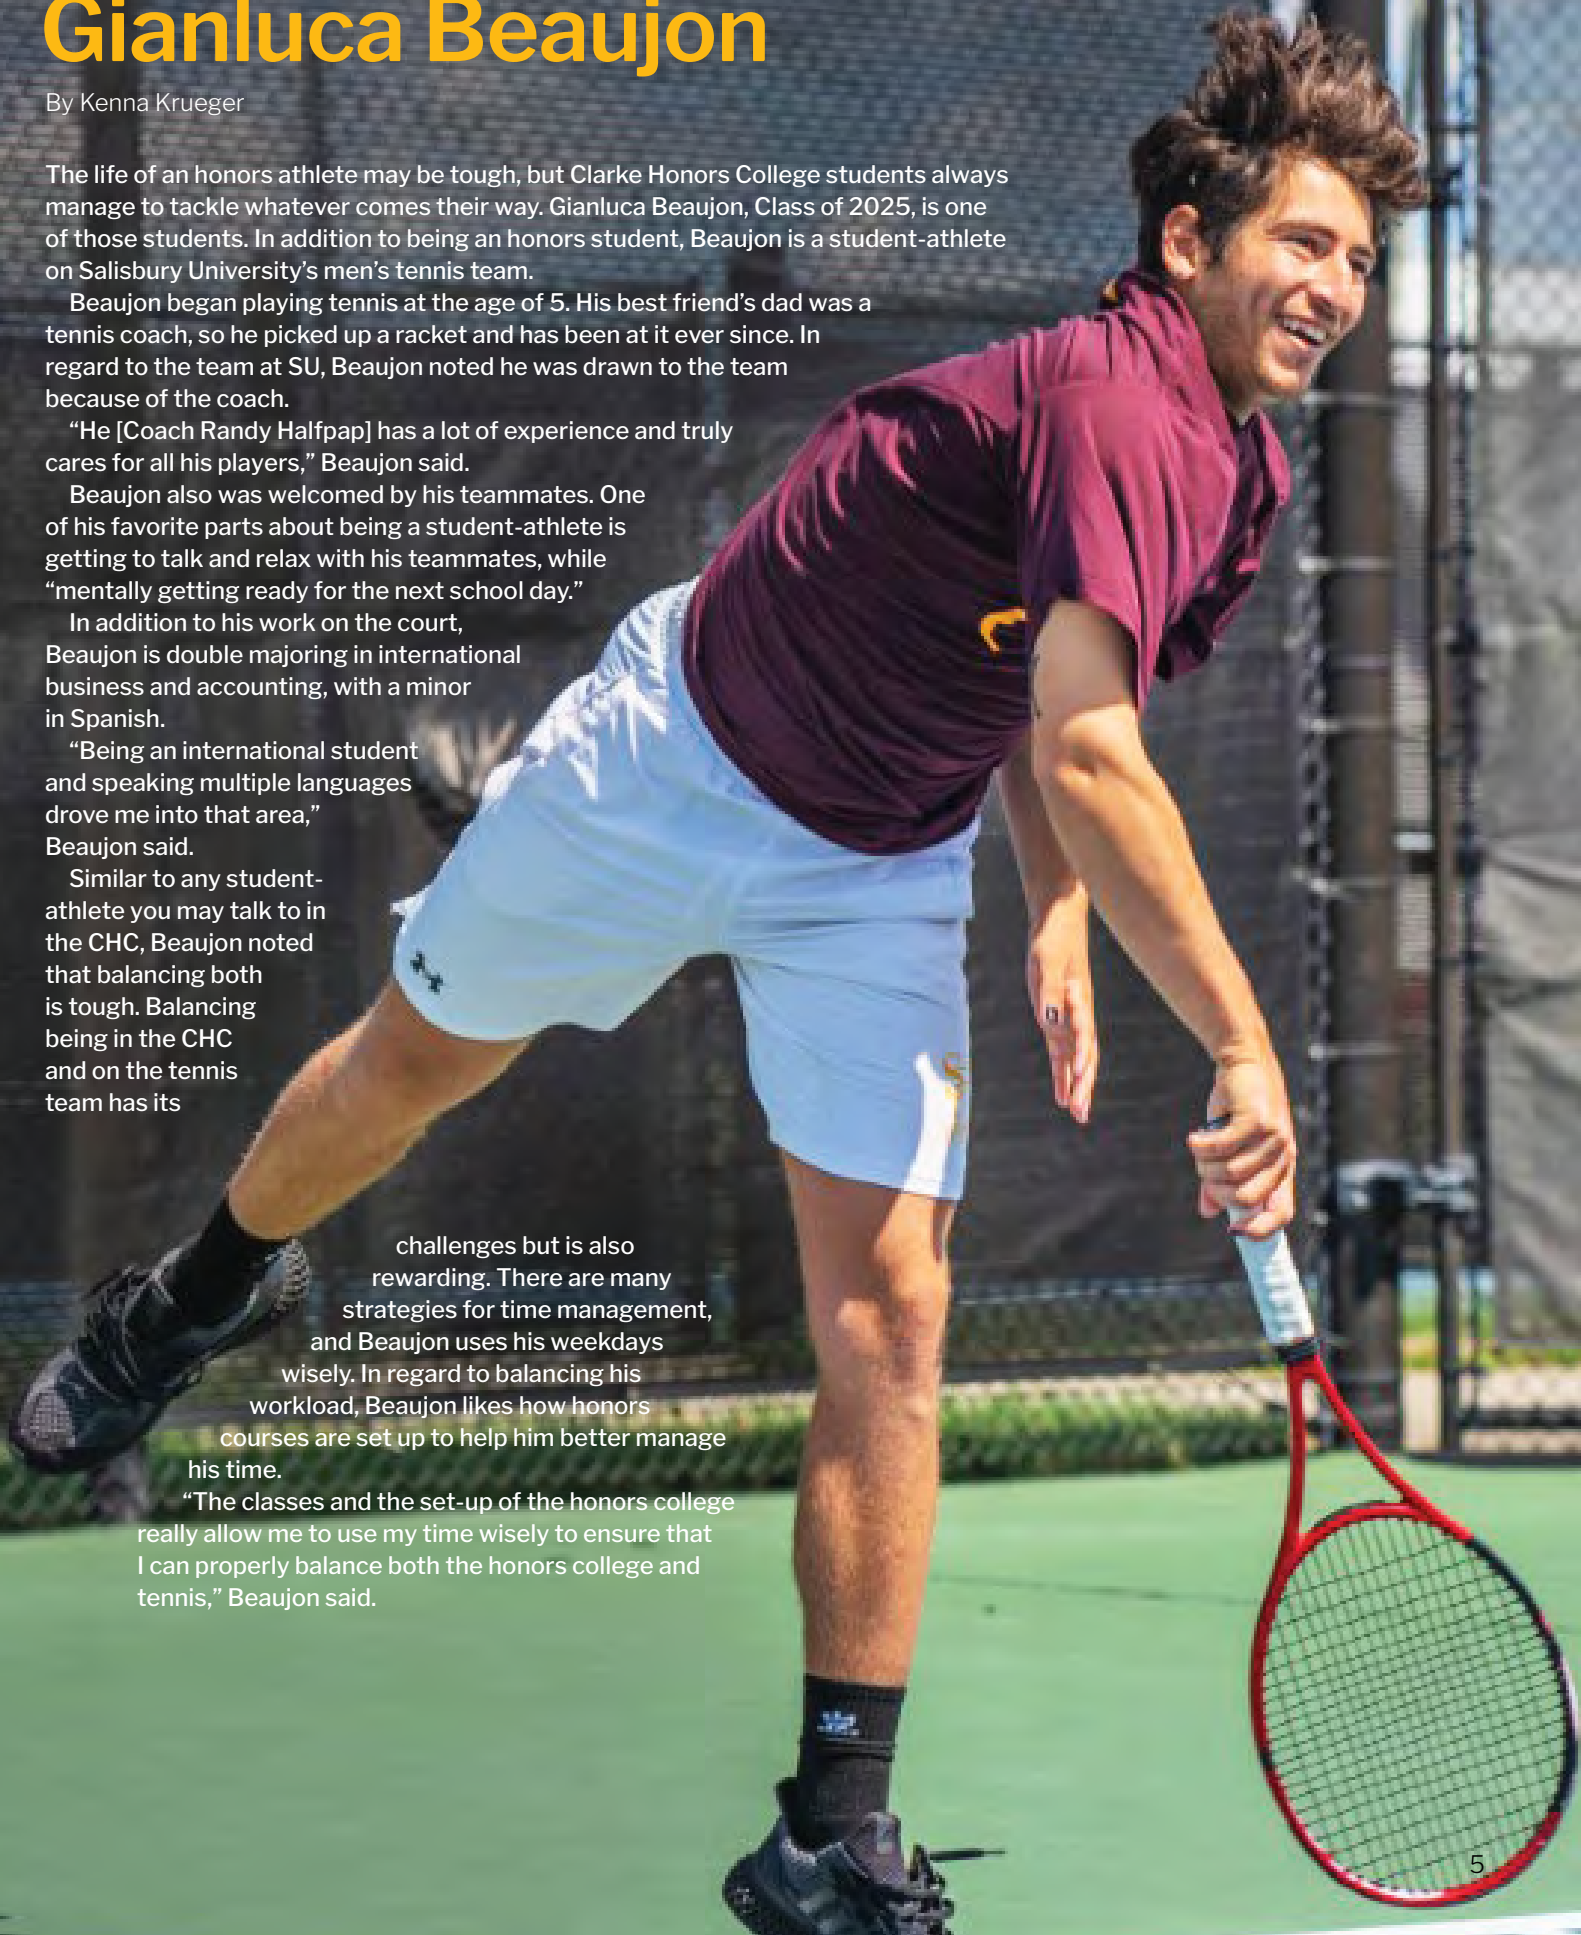 Gianluca Beaujon
By Kenna Krueger
The life of an honors athlete may be tough, but Clarke Honors College students always
manage to tackle whatever comes their way. Gianluca Beaujon, Class of 2025, is one
of those students. In addition to being an honors student, Beaujon is a student-athlete
on Salisbury University’s men’s tennis team.
Beaujon began playing tennis at the age of 5. His best friend’s dad was a
tennis coach, so he picked up a racket and has been at it ever since. In
regard to the team at SU, Beaujon noted he was drawn to the team
because of the coach.
“He [Coach Randy Halfpap] has a lot of experience and truly
cares for all his players,” Beaujon said.
Beaujon also was welcomed by his teammates. One
of his favorite parts about being a student-athlete is
getting to talk and relax with his teammates, while
“mentally getting ready for the next school day.”
In addition to his work on the court,
Beaujon is double majoring in international
business and accounting, with a minor
in Spanish.
“Being an international student
and speaking multiple languages
drove me into that area,”
Beaujon said.
Similar to any student-
athlete you may talk to in
the CHC, Beaujon noted
that balancing both
is tough. Balancing
being in the CHC
and on the tennis
team has its
challenges but is also
rewarding. There are many
strategies for time management,
and Beaujon uses his weekdays
wisely. In regard to balancing his
workload, Beaujon likes how honors
courses are set up to help him better manage
his time.
“The classes and the set-up of the honors college
really allow me to use my time wisely to ensure that
I can properly balance both the honors college and
tennis,” Beaujon said.
5